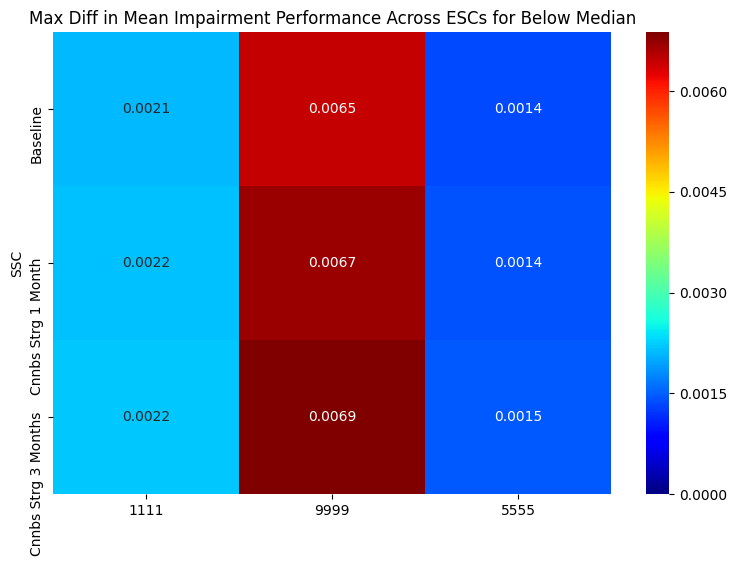 Max Diff in Mean Impairment Performance Across ESCs for Below Median
SSC
Baseline
0.0021 0.0065 0.0014
Cnnbs Strg 1 Month
0.0022 0.0067 0.0014
Cnnbs Strg 3 Months
0.0022 0.0069 0.0015
1111 9999 5555
0.0060
0.0045
0.0030
0.0015
0.0000